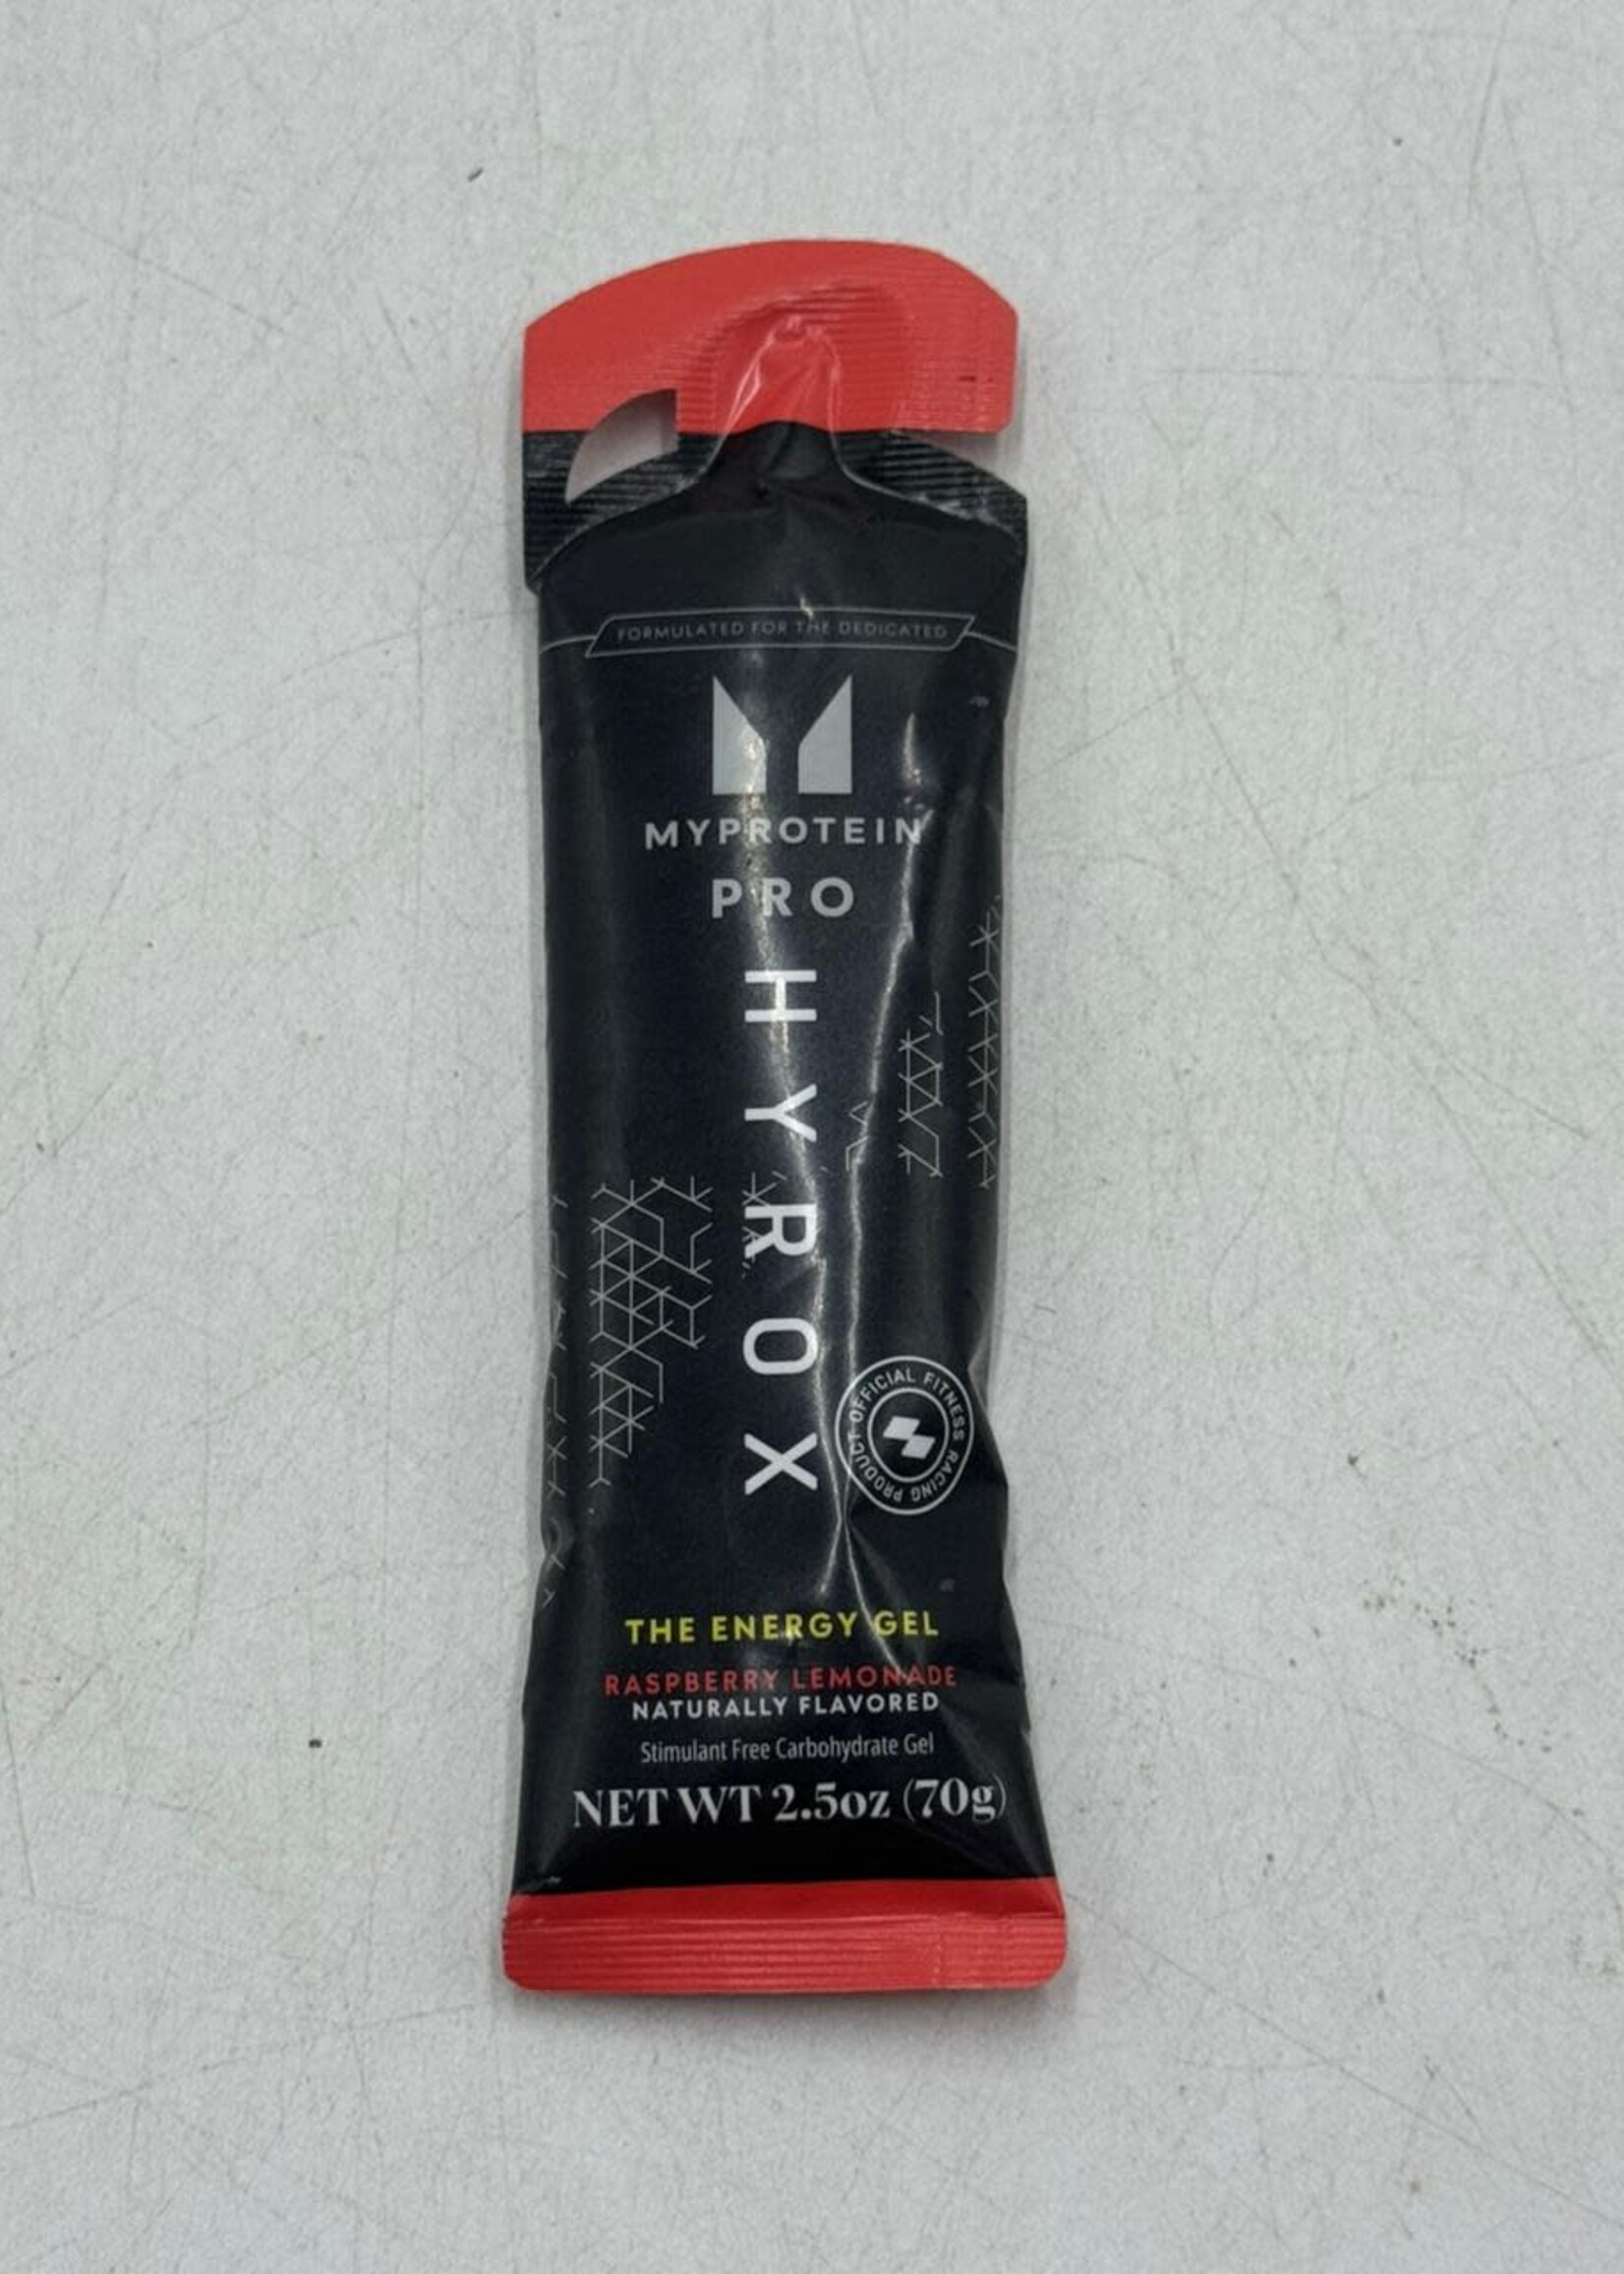 FORMULATED FOR THE DEDICATED
MYPROTEIN
PRO
HYROX
OFFICIAL FITNESS RACING PRODUCT
THE ENERGY GEL
RASPBERRY LEMONADE
NATURALLY FLAVORED
Stimulant Free Carbohydrate Gel
NET WT 2.5oz (70g)